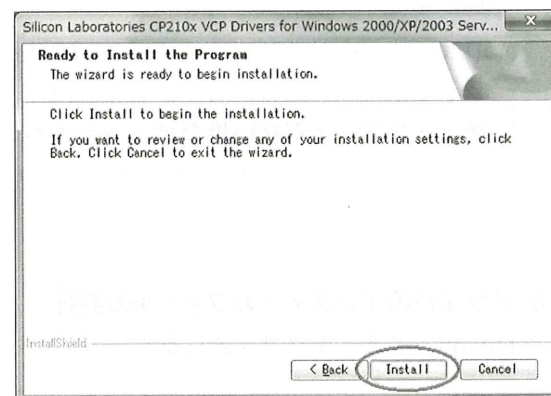 Silicon Laboratories CP210x VCP Drivers for Windows 2000/XP/2003 Serv...
Ready to Install the Program
The wizard is ready to begin installation.
Click Install to begin the installation.
If you want to review or change any of your installation settings, click
Back. Click Cancel to exit the wizard.
InstallShield
< Back
Install
Cancel